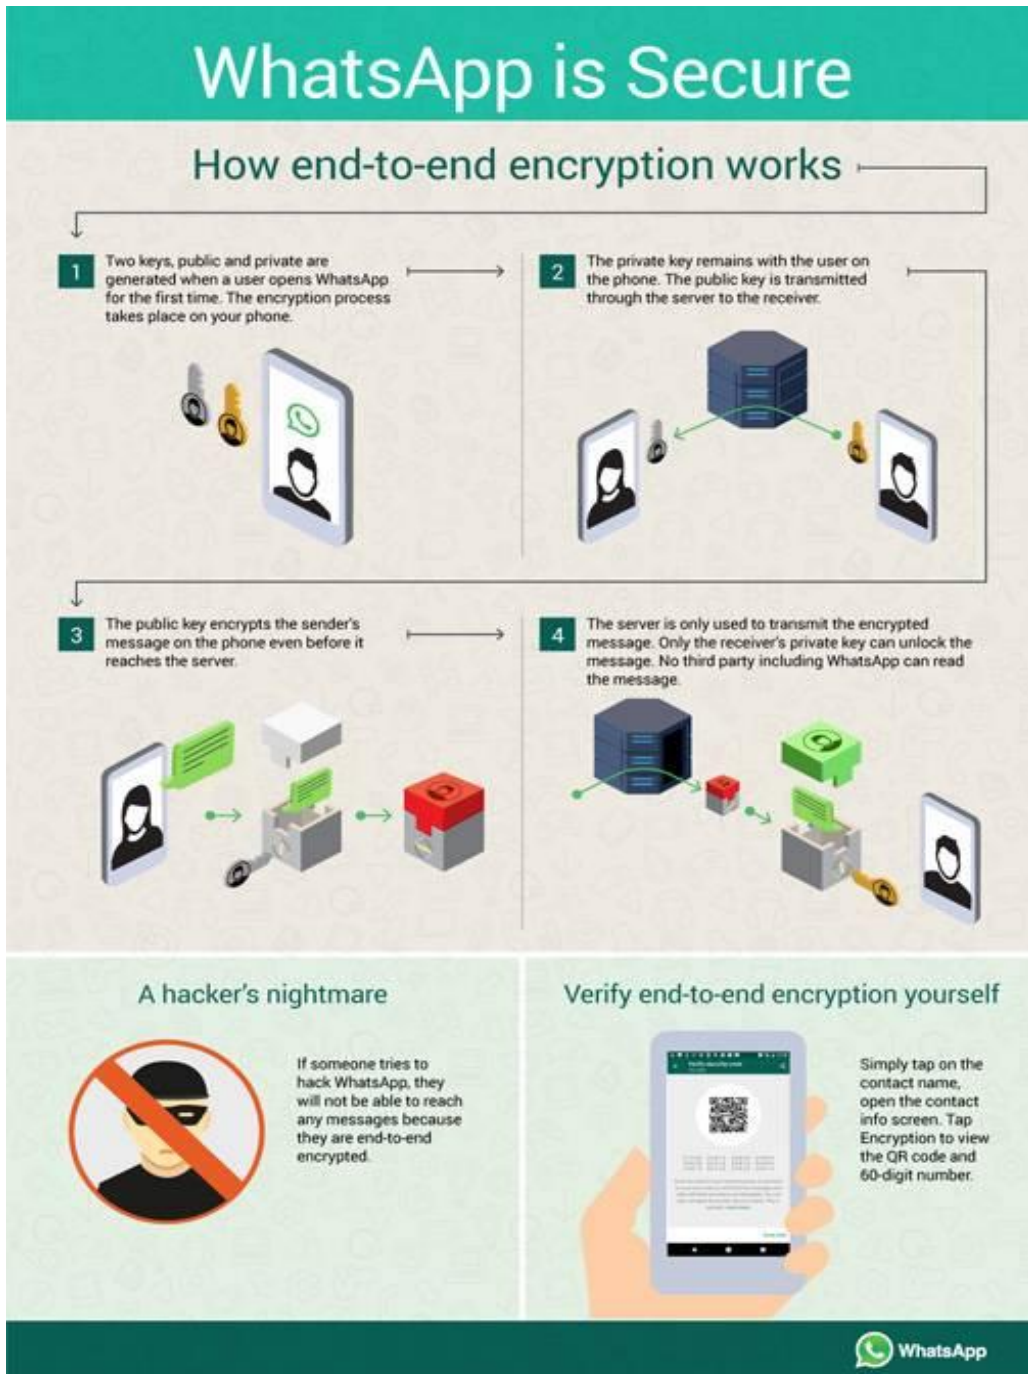 WhatsApp is Secure
How end-to-end encryption works
1
Two keys, public and private are
generated when a user opens WhatsApp
for the first time. The encryption process
takes place on your phone.
2
The private key remains with the user on
the phone. The public key is transmitted
through the server to the receiver.
3
The public key encrypts the sender's
message on the phone even before it
reaches the server.
4
The server is only used to transmit the encrypted
message. Only the receiver's private key can unlock the
message. No third party including WhatsApp can read
the message.
A hacker's nightmare
If someone tries to
hack WhatsApp, they
will not be able to reach
any messages because
they are end-to-end
encrypted.
Verify end-to-end encryption yourself
Simply tap on the
contact name,
open the contact
info screen. Tap
Encryption to view
the QR code and
60-digit number.
WhatsApp